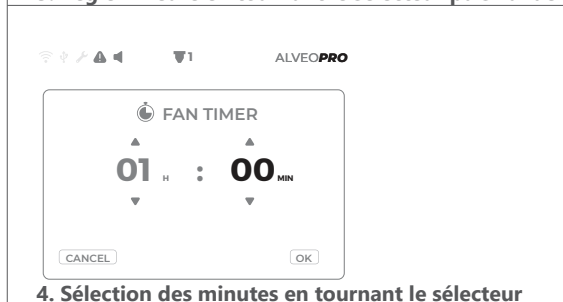 1 ALVEOPRO
FAN TIMER
01 H : 00 MIN
CANCEL OK
4. Sélection des minutes en tournant le sélecteur